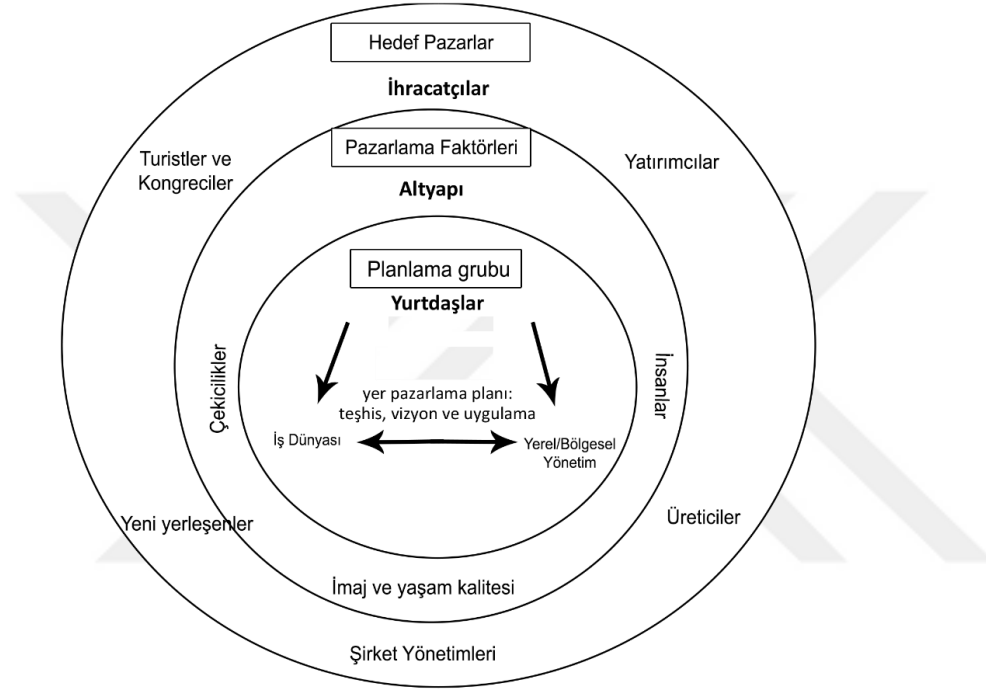 Hedef Pazarlar
İhracatçılar
Pazarlama Faktörleri
Turistler ve
Kongreciler
Yatırımcılar
Altyapı
Planlama grubu
Yurtdaşlar
Çekicilikler
İnsanlar
yer pazarlama planı:
teşhis, vizyon ve uygulama
İş Dünyası
Yerel/Bölgesel
Yönetim
Yeni yerleşenler
Üreticiler
İmaj ve yaşam kalitesi
Şirket Yönetimleri